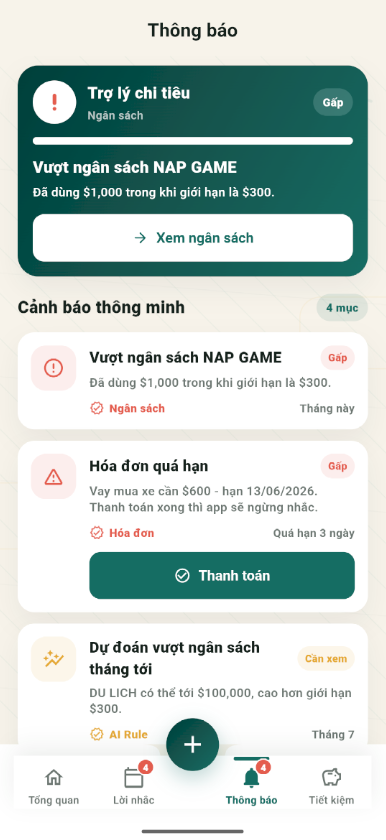 Thông báo
Trợ lý chi tiêu
Ngân sách
Gấp
Vượt ngân sách NAP GAME
Đã dùng $1,000 trong khi giới hạn là $300.
Xem ngân sách
Cảnh báo thông minh
4 mục
Vượt ngân sách NAP GAME
Gấp
Đã dùng $1,000 trong khi giới hạn là $300.
Ngân sách
Tháng này
Hóa đơn quá hạn
Gấp
Vay mua xe cần $600 - hạn 13/06/2026.
Thanh toán xong thì app sẽ ngừng nhắc.
Hóa đơn
Quá hạn 3 ngày
Thanh toán
Dự đoán vượt ngân sách
tháng tới
Cần xem
DU LICH có thể tới $100,000, cao hơn giới hạn
$300.
AI Rule
Tháng 7
4
4
Tổng quan
Lời nhắc
Thông báo
Tiết kiệm